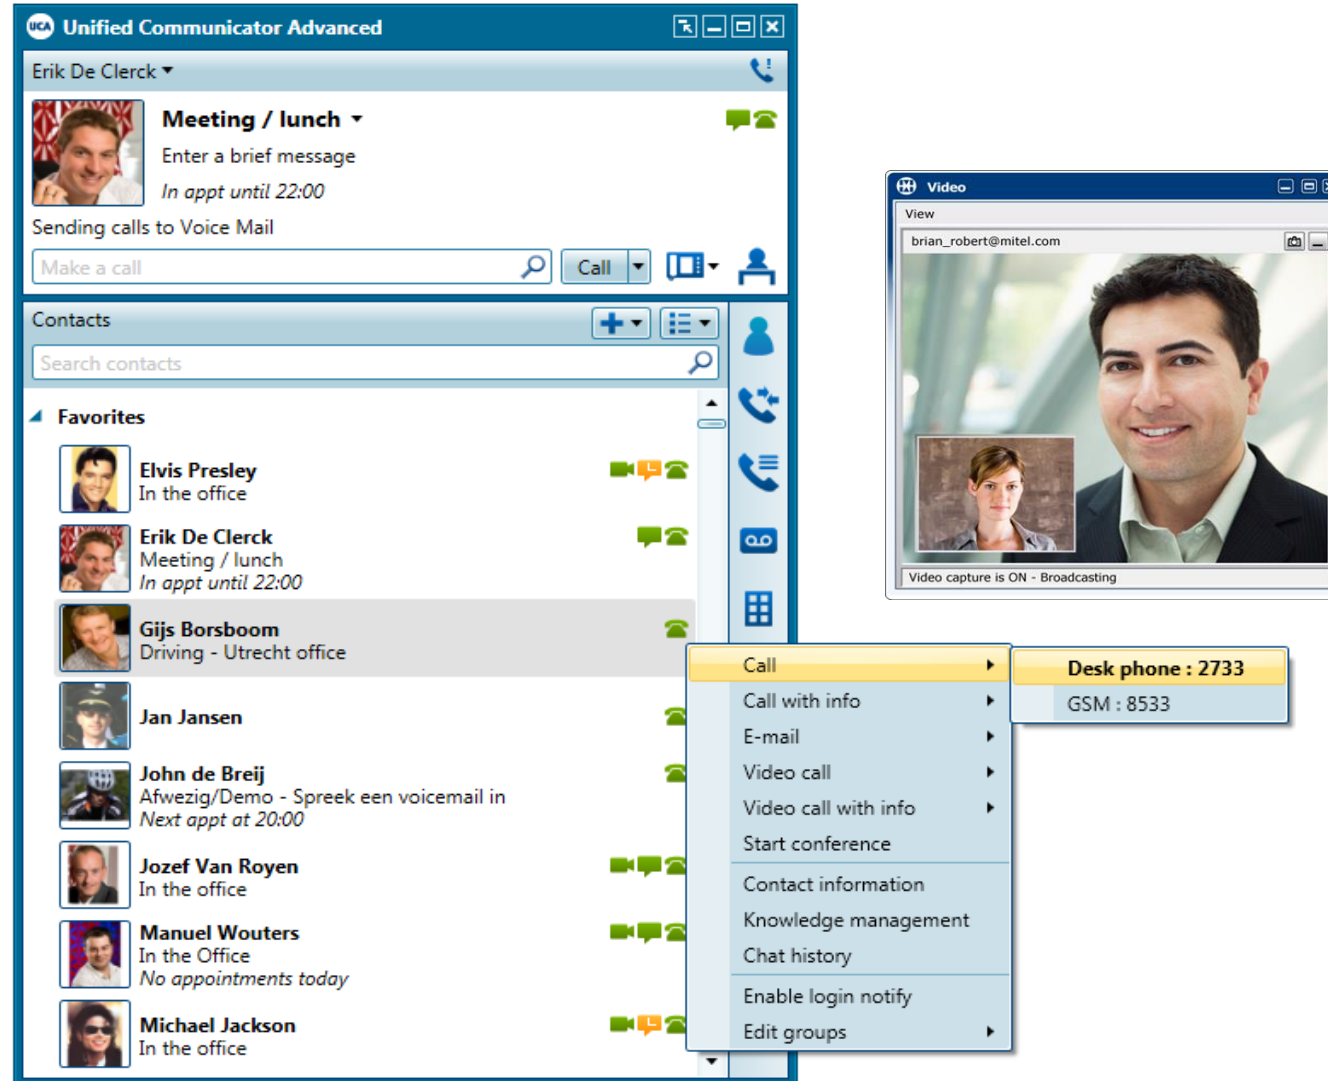 UCA Unified Communicator Advanced
Erik De Clerck
Meeting / lunch
Enter a brief message
In appt until 22:00
Sending calls to Voice Mail
Make a call
Call
Contacts
Search contacts
Favorites
Elvis Presley
In the office
Erik De Clerck
Meeting / lunch
In appt until 22:00
Gijs Borsboom
Driving - Utrecht office
Jan Jansen
John de Breij
Afwezig/Demo - Spreek een voicemail in
Next appt at 20:00
Jozef Van Royen
In the office
Manuel Wouters
In the Office
No appointments today
Michael Jackson
In the office
Call
Call with info
E-mail
Video call
Video call with info
Start conference
Contact information
Knowledge management
Chat history
Enable login notify
Edit groups
Desk phone : 2733
GSM : 8533
Video
View
brian_robert@mitel.com
Video capture is ON - Broadcasting